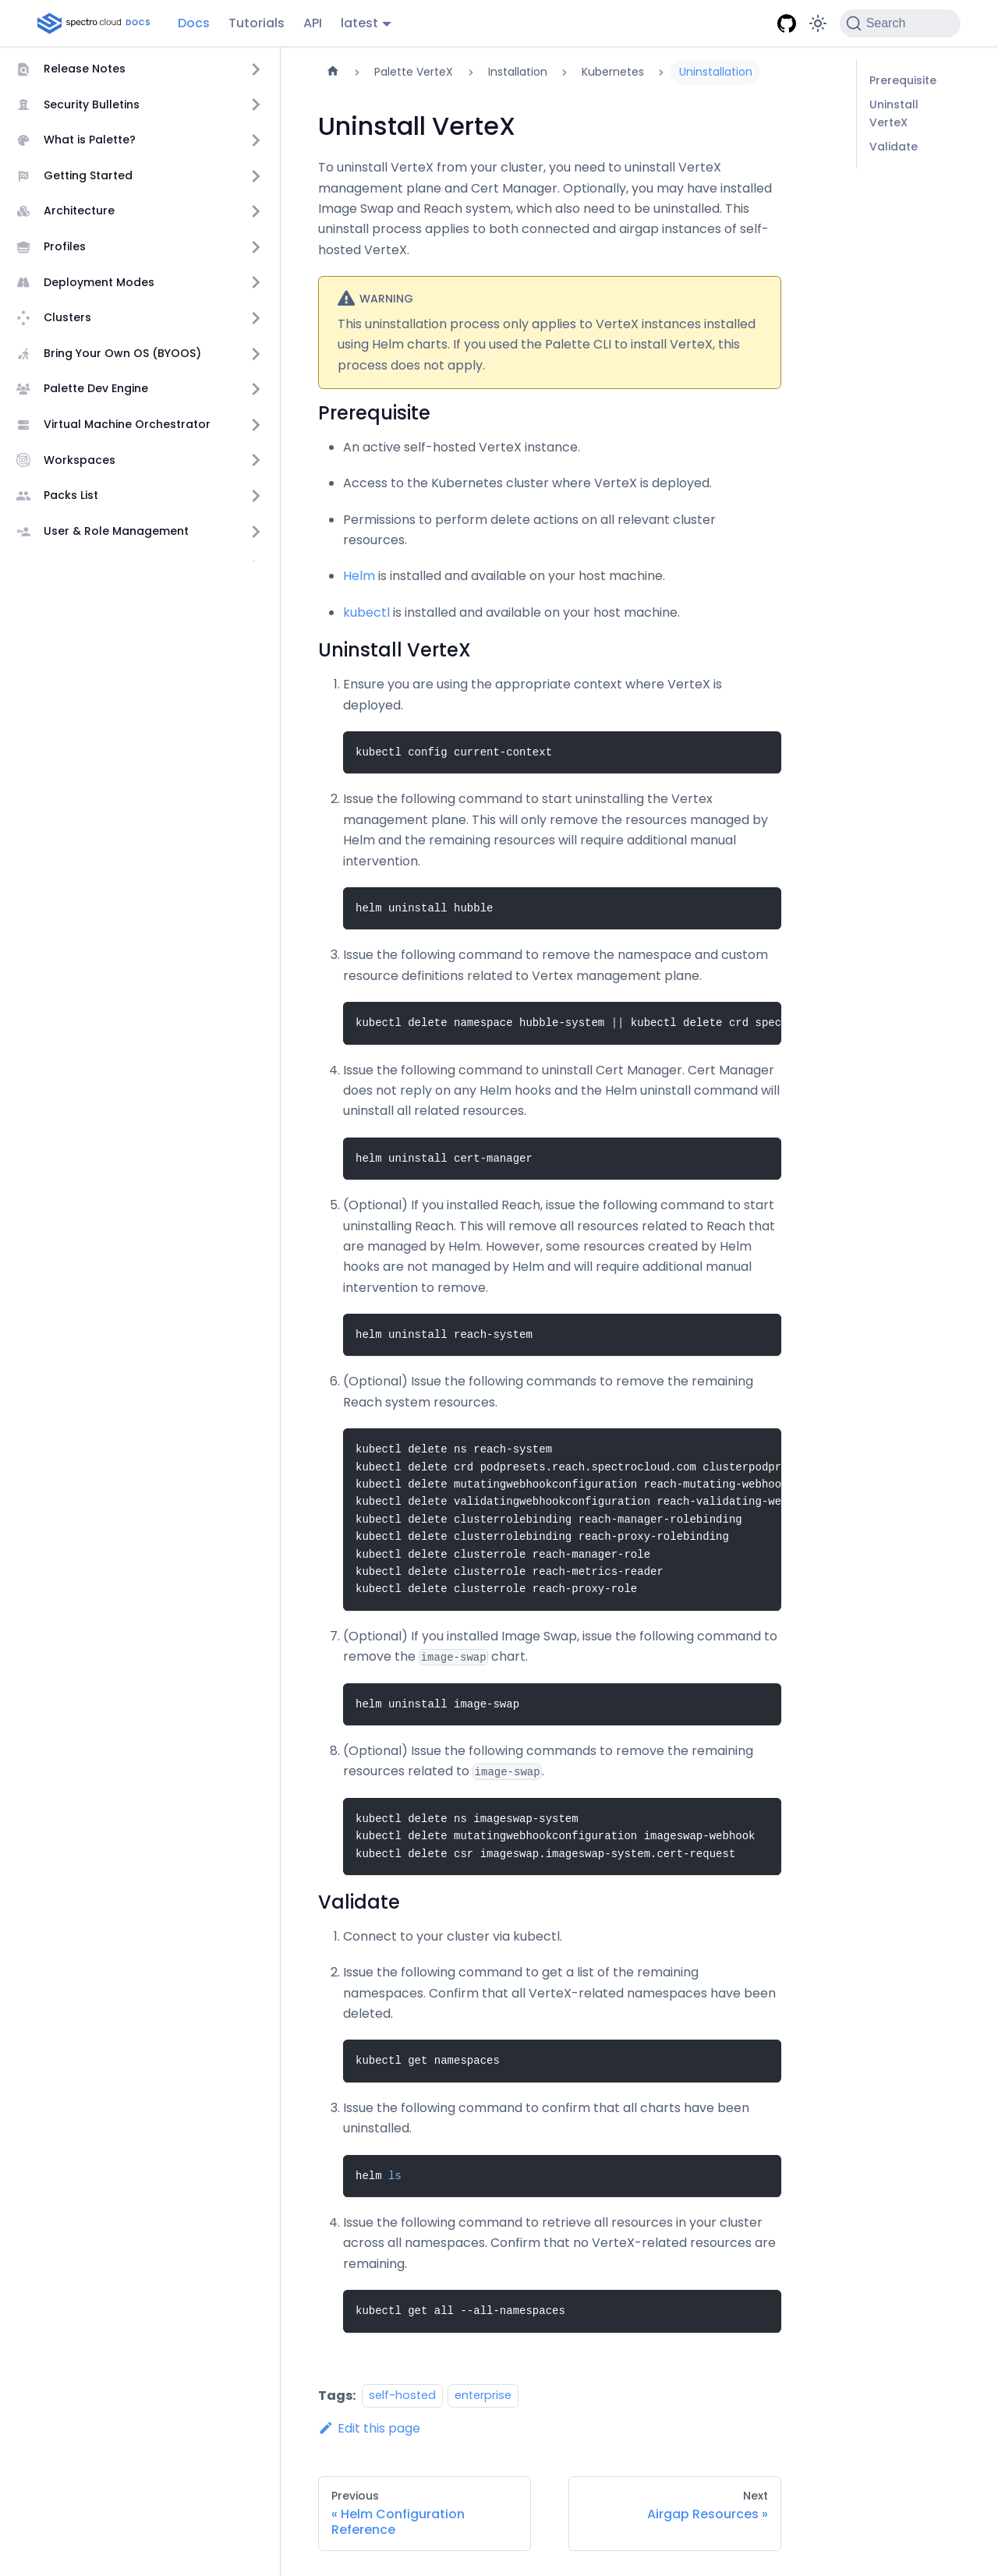 spectro cloud DOCS Docs Tutorials API latest Search
Release Notes
Security Bulletins
What is Palette?
Getting Started
Architecture
Profiles
Deployment Modes
Clusters
Bring Your Own OS (BYOOS)
Palette Dev Engine
Virtual Machine Orchestrator
Workspaces
Packs List
User & Role Management
Palette VerteX > Installation > Kubernetes > Uninstallation
Uninstall VerteX
To uninstall VerteX from your cluster, you need to uninstall VerteX
management plane and Cert Manager. Optionally, you may have installed
Image Swap and Reach system, which also need to be uninstalled. This
uninstall process applies to both connected and airgap instances of self-
hosted VerteX.
WARNING
This uninstallation process only applies to VerteX instances installed
using Helm charts. If you used the Palette CLI to install VerteX, this
process does not apply.
Prerequisite
• An active self-hosted VerteX instance.
• Access to the Kubernetes cluster where VerteX is deployed.
• Permissions to perform delete actions on all relevant cluster
resources.
• Helm is installed and available on your host machine.
• kubectl is installed and available on your host machine.
Uninstall VerteX
1. Ensure you are using the appropriate context where VerteX is
deployed.
kubectl config current-context
2. Issue the following command to start uninstalling the Vertex
management plane. This will only remove the resources managed by
Helm and the remaining resources will require additional manual
intervention.
helm uninstall hubble
3. Issue the following command to remove the namespace and custom
resource definitions related to Vertex management plane.
kubectl delete namespace hubble-system || kubectl delete crd spec
4. Issue the following command to uninstall Cert Manager. Cert Manager
does not reply on any Helm hooks and the Helm uninstall command will
uninstall all related resources.
helm uninstall cert-manager
5. (Optional) If you installed Reach, issue the following command to start
uninstalling Reach. This will remove all resources related to Reach that
are managed by Helm. However, some resources created by Helm
hooks are not managed by Helm and will require additional manual
intervention to remove.
helm uninstall reach-system
6. (Optional) Issue the following commands to remove the remaining
Reach system resources.
kubectl delete ns reach-system
kubectl delete crd podpresets.reach.spectrocloud.com clusterpodpr
kubectl delete mutatingwebhookconfiguration reach-mutating-webhoo
kubectl delete validatingwebhookconfiguration reach-validating-we
kubectl delete clusterrolebinding reach-manager-rolebinding
kubectl delete clusterrolebinding reach-proxy-rolebinding
kubectl delete clusterrole reach-manager-role
kubectl delete clusterrole reach-metrics-reader
kubectl delete clusterrole reach-proxy-role
7. (Optional) If you installed Image Swap, issue the following command to
remove the image-swap chart.
helm uninstall image-swap
8. (Optional) Issue the following commands to remove the remaining
resources related to image-swap.
kubectl delete ns imageswap-system
kubectl delete mutatingwebhookconfiguration imageswap-webhook
kubectl delete csr imageswap.imageswap-system.cert-request
Validate
1. Connect to your cluster via kubectl.
2. Issue the following command to get a list of the remaining
namespaces. Confirm that all VerteX-related namespaces have been
deleted.
kubectl get namespaces
3. Issue the following command to confirm that all charts have been
uninstalled.
helm ls
4. Issue the following command to retrieve all resources in your cluster
across all namespaces. Confirm that no VerteX-related resources are
remaining.
kubectl get all --all-namespaces
Tags: self-hosted enterprise
Edit this page
Previous
« Helm Configuration
Reference
Next
Airgap Resources »
Prerequisite
Uninstall
VerteX
Validate